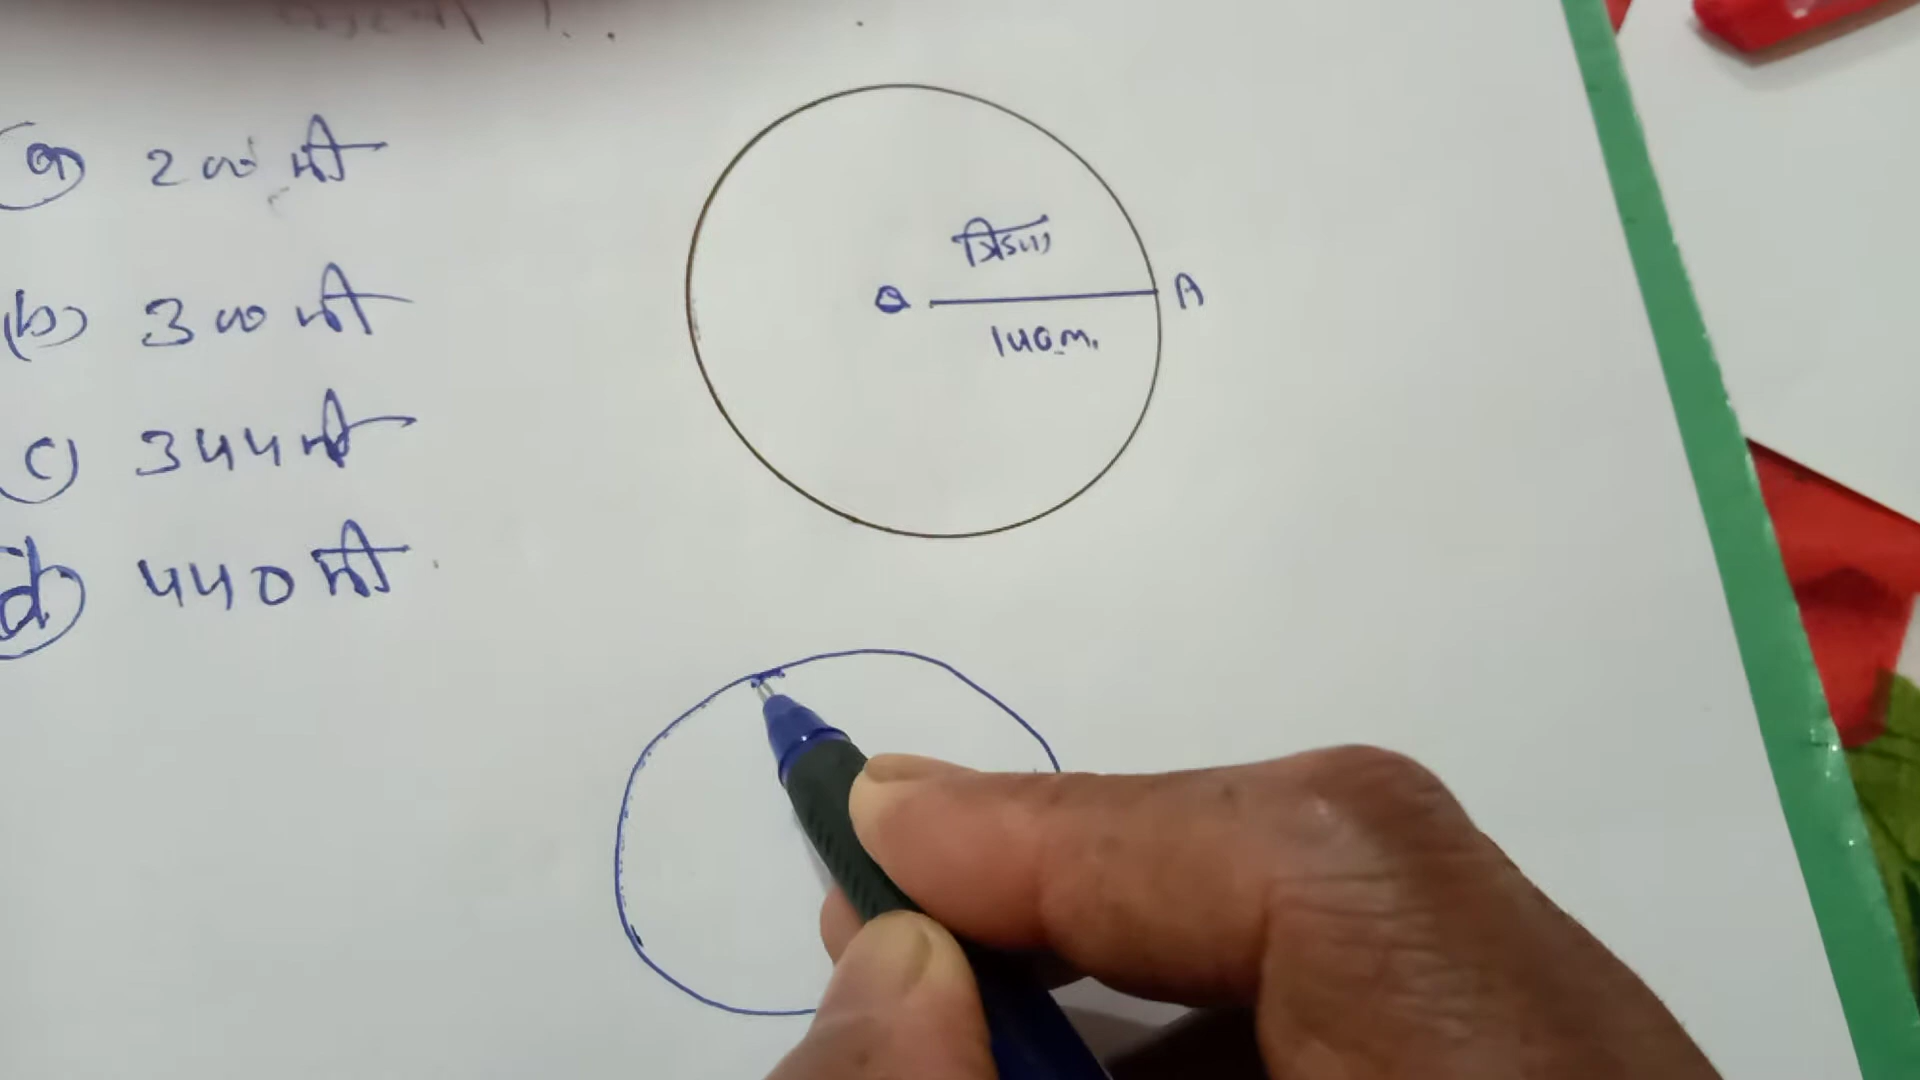 a) 200 मी
(b) 300 मी
c) 344 मी
d) 440 मी
त्रिज्या
O
A
140 m.